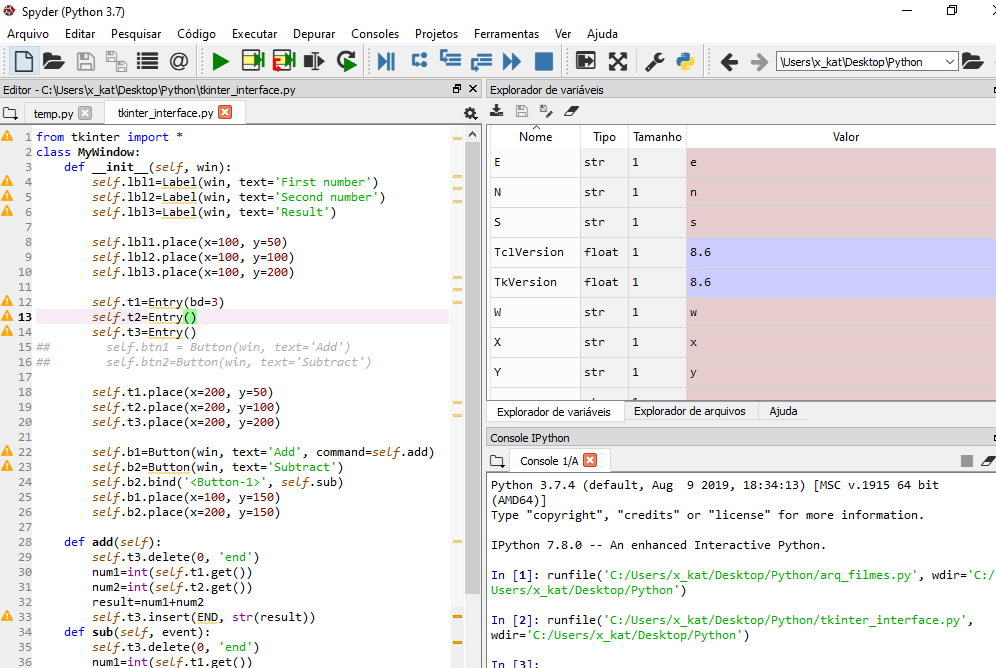 Spyder (Python 3.7)
Arquivo Editar Pesquisar Código Executar Depurar Consoles Projetos Ferramentas Ver Ajuda
\Users\x_kat\Desktop\Python
Editor - C:\Users\x_kat\Desktop\Python\tkinter_interface.py
temp.py tkinter_interface.py
1 from tkinter import *
2 class MyWindow:
3     def __init__(self, win):
4         self.lbl1=Label(win, text='First number')
5         self.lbl2=Label(win, text='Second number')
6         self.lbl3=Label(win, text='Result')
7
8         self.lbl1.place(x=100, y=50)
9         self.lbl2.place(x=100, y=100)
10         self.lbl3.place(x=100, y=200)
11
12         self.t1=Entry(bd=3)
13         self.t2=Entry()
14         self.t3=Entry()
15 ##        self.btn1 = Button(win, text='Add')
16 ##        self.btn2=Button(win, text='Subtract')
17
18         self.t1.place(x=200, y=50)
19         self.t2.place(x=200, y=100)
20         self.t3.place(x=200, y=200)
21
22         self.b1=Button(win, text='Add', command=self.add)
23         self.b2=Button(win, text='Subtract')
24         self.b2.bind('<Button-1>', self.sub)
25         self.b1.place(x=100, y=150)
26         self.b2.place(x=200, y=150)
27
28     def add(self):
29         self.t3.delete(0, 'end')
30         num1=int(self.t1.get())
31         num2=int(self.t2.get())
32         result=num1+num2
33         self.t3.insert(END, str(result))
34     def sub(self, event):
35         self.t3.delete(0, 'end')
36         num1=int(self.t1.get())
Explorador de variáveis
Nome Tipo Tamanho Valor
E str 1 e
N str 1 n
S str 1 s
TclVersion float 1 8.6
TkVersion float 1 8.6
W str 1 w
X str 1 x
Y str 1 y
Explorador de variáveis Explorador de arquivos Ajuda
Console IPython
Console 1/A
Python 3.7.4 (default, Aug  9 2019, 18:34:13) [MSC v.1915 64 bit
(AMD64)]
Type "copyright", "credits" or "license" for more information.
IPython 7.8.0 -- An enhanced Interactive Python.
In [1]: runfile('C:/Users/x_kat/Desktop/Python/arq_filmes.py', wdir='C:/
Users/x_kat/Desktop/Python')
In [2]: runfile('C:/Users/x_kat/Desktop/Python/tkinter_interface.py',
wdir='C:/Users/x_kat/Desktop/Python')
In [3]: